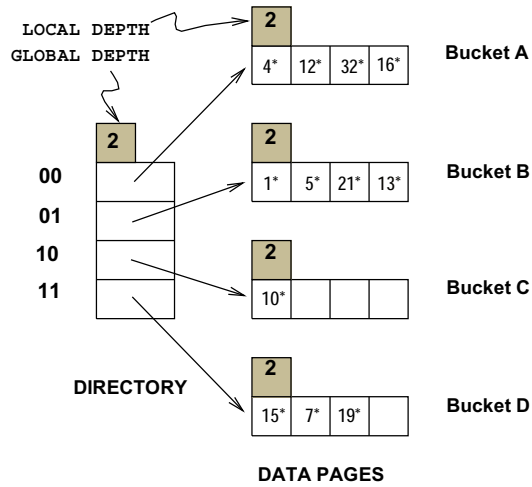 LOCAL DEPTH
GLOBAL DEPTH
2
00
01
10
11
DIRECTORY
2
4* 12* 32* 16*
Bucket A
2
1* 5* 21* 13*
Bucket B
2
10*
Bucket C
2
15* 7* 19*
Bucket D
DATA PAGES